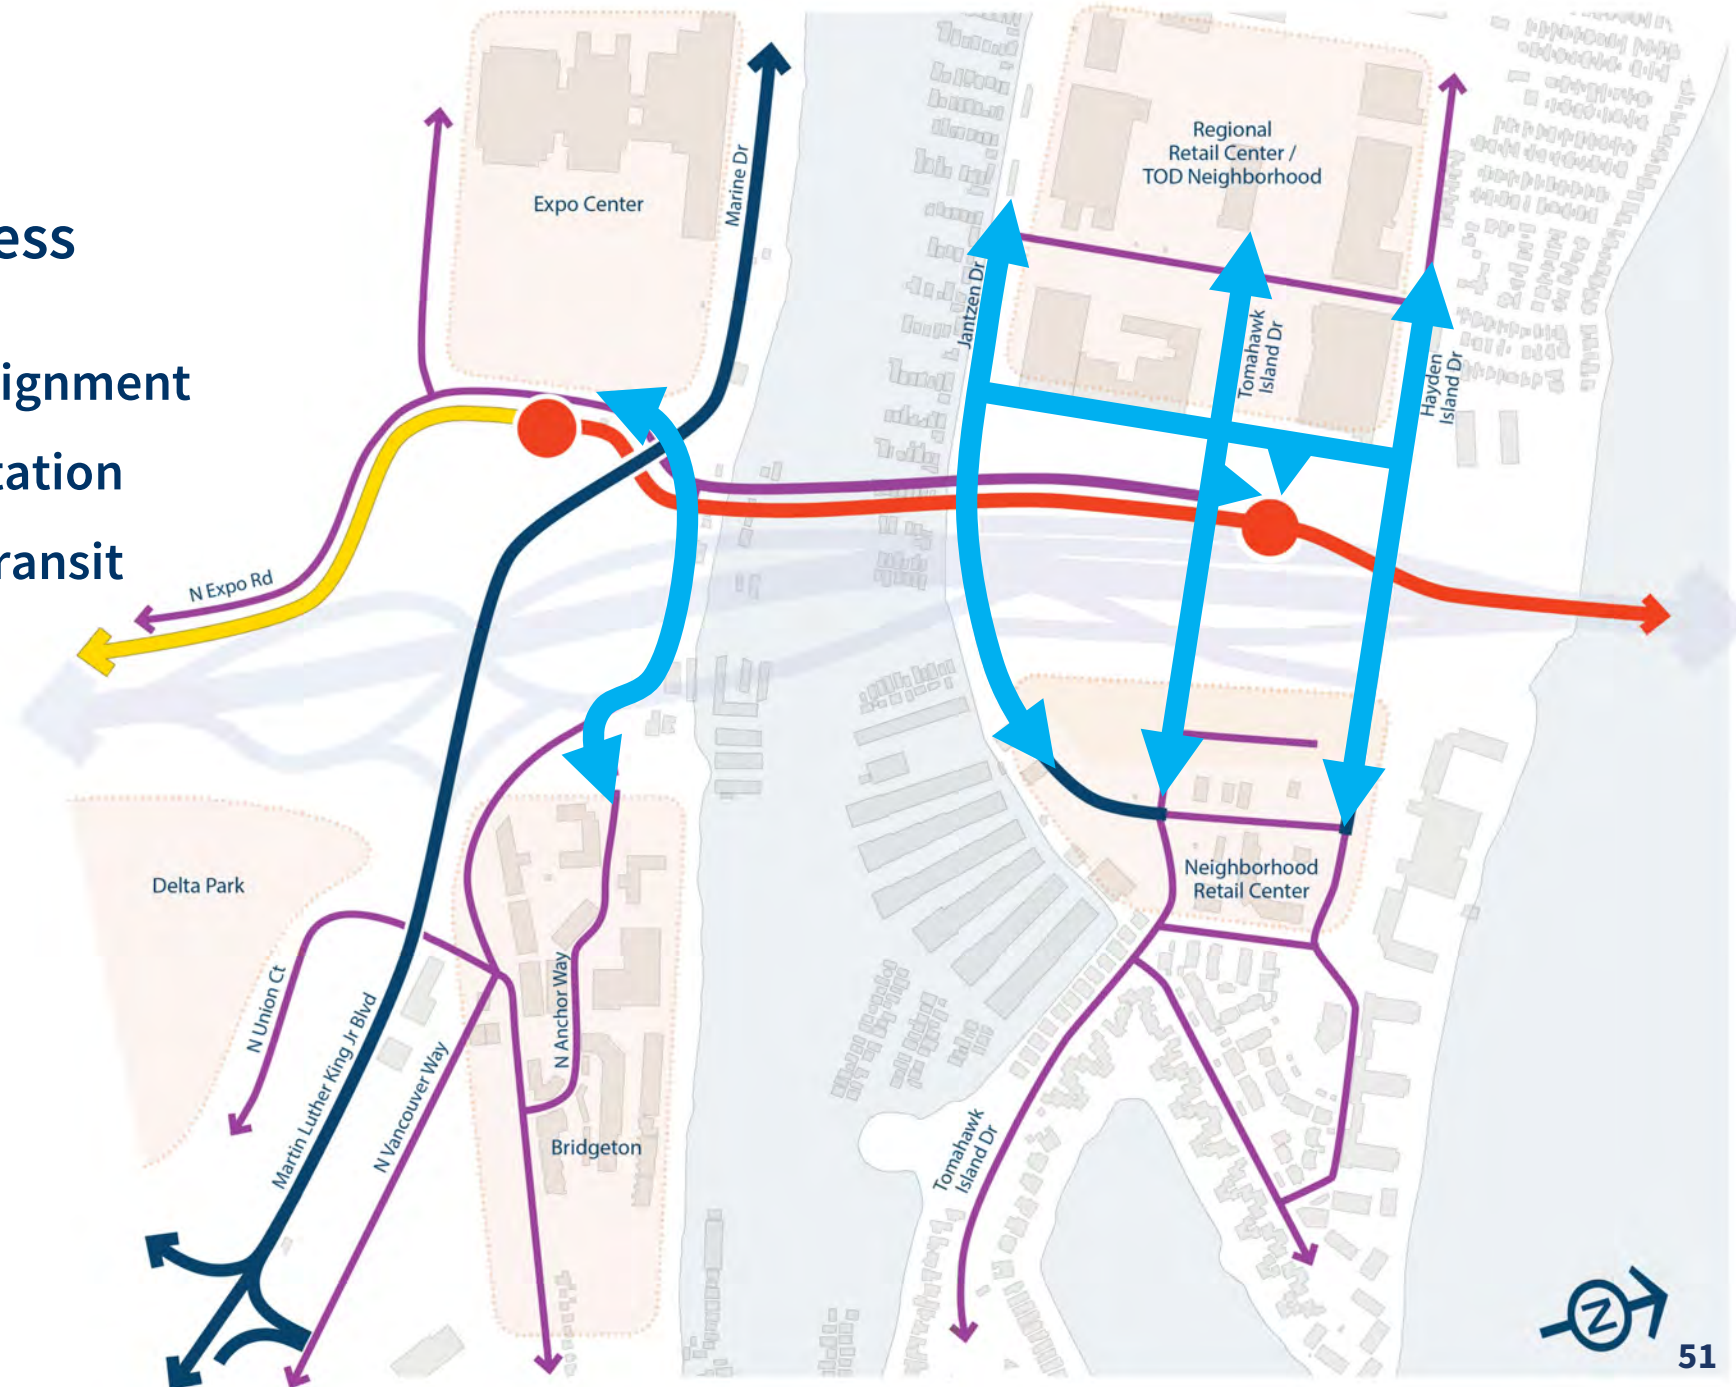 ess
ignment
tation
ransit
Expo Center
Marine Dr
Regional
Retail Center /
TOD Neighborhood
Jantzen Dr
Tomahawk
Island Dr
Hayden
Island Dr
N Expo Rd
Delta Park
Neighborhood
Retail Center
N Union Ct
Martin Luther King Jr Blvd
N Vancouver Way
N Anchor Way
Bridgeton
Tomahawk
Island Dr
N
51